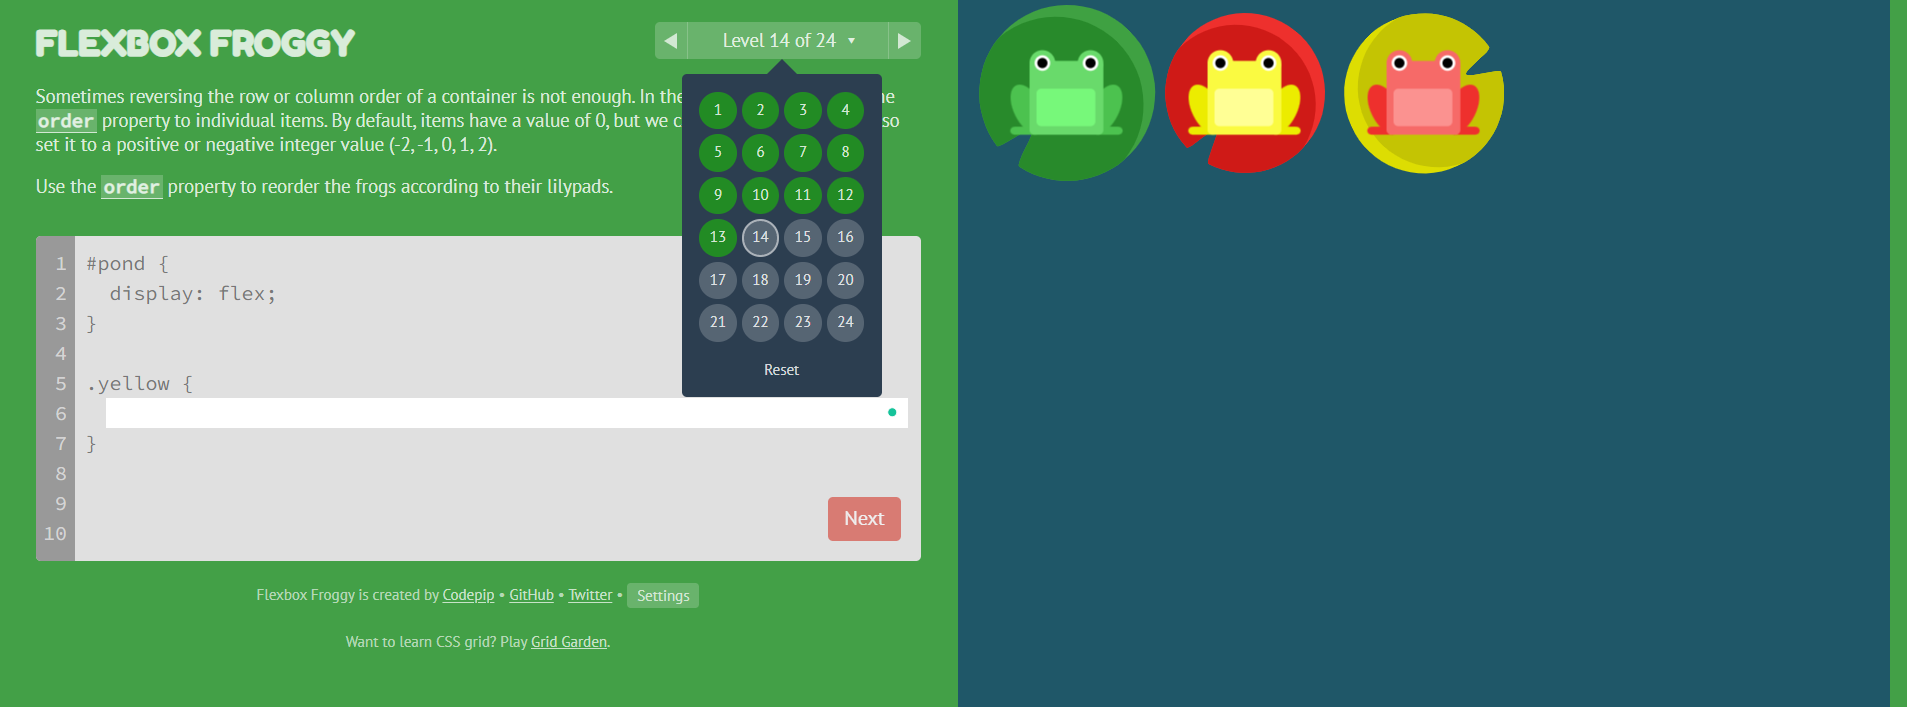 FLEXBOX FROGGY
Level 14 of 24
Sometimes reversing the row or column order of a container is not enough. In the
order property to individual items. By default, items have a value of 0, but we so
set it to a positive or negative integer value (-2, -1, 0, 1, 2).
Use the order property to reorder the frogs according to their lilypads.
1 2 3 4
5 6 7 8
9 10 11 12
13 14 15 16
17 18 19 20
21 22 23 24
Reset
1 #pond {
2 display: flex;
3 }
4
5 .yellow {
6
7 }
8
9
10
Next
Flexbox Froggy is created by Codepip • GitHub • Twitter • Settings
Want to learn CSS grid? Play Grid Garden.